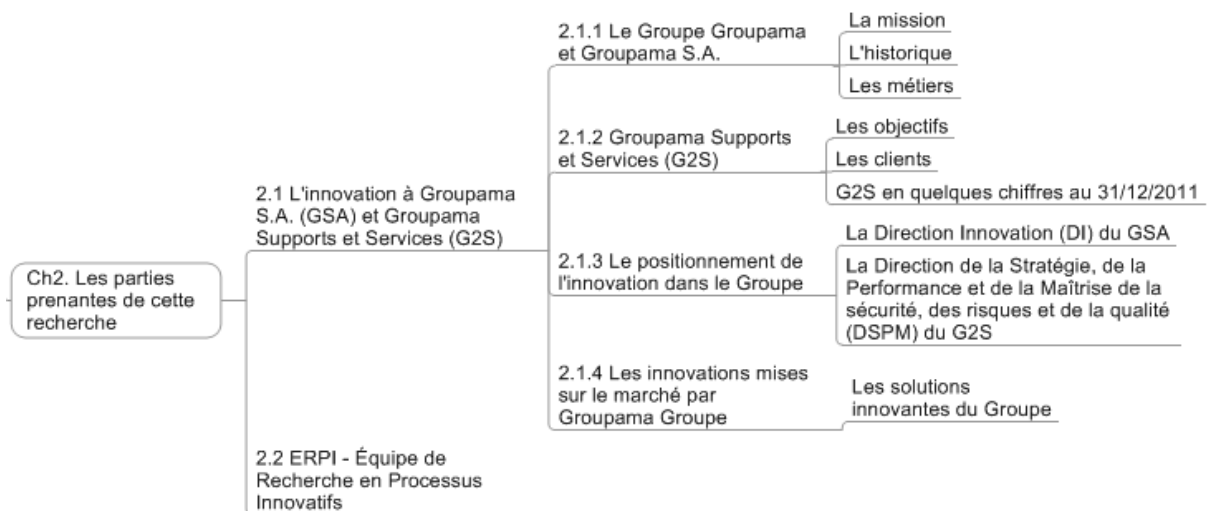 Ch2. Les parties
prenantes de cette
recherche
2.1 L'innovation à Groupama
S.A. (GSA) et Groupama
Supports et Services (G2S)
2.1.1 Le Groupe Groupama
et Groupama S.A.
La mission
L'historique
Les métiers
2.1.2 Groupama Supports
et Services (G2S)
Les objectifs
Les clients
G2S en quelques chiffres au 31/12/2011
2.1.3 Le positionnement de
l'innovation dans le Groupe
La Direction Innovation (DI) du GSA
La Direction de la Stratégie, de la
Performance et de la Maîtrise de la
sécurité, des risques et de la qualité
(DSPM) du G2S
2.1.4 Les innovations mises
sur le marché par
Groupama Groupe
Les solutions
innovantes du Groupe
2.2 ERPI - Équipe de
Recherche en Processus
Innovatifs